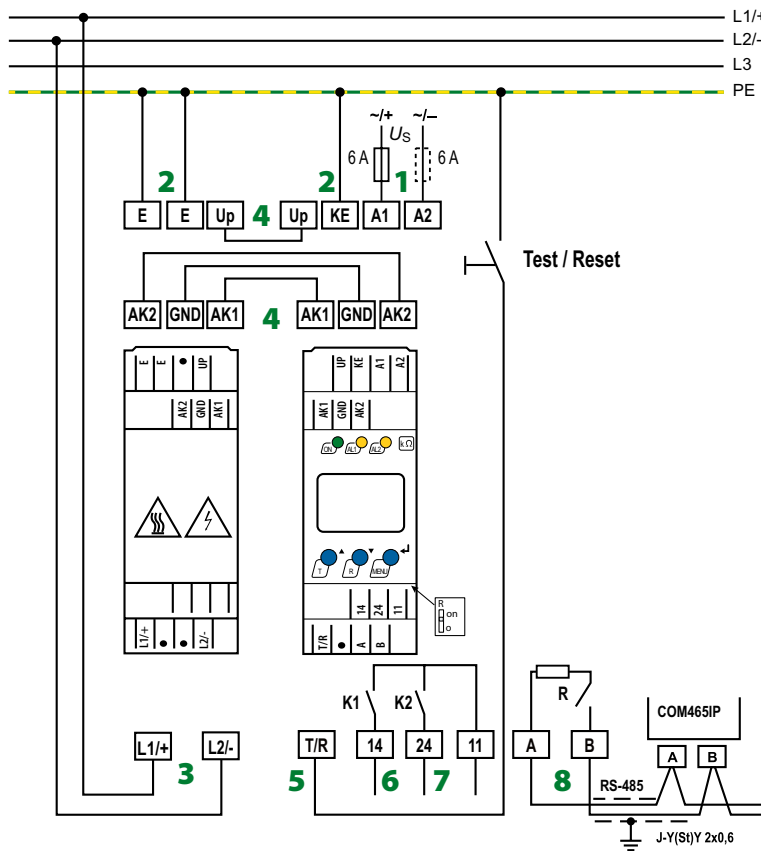 L1/+
L2/-
L3
PE
~/+ ~/–
US
6 A 6 A
2 2 1
E E Up 4 Up KE A1 A2
Test / Reset
AK2 GND AK1 4 AK1 GND AK2
E E UP
AK2 GND AK1
UP KE A1 A2
AK1 GND AK2
ON AL1 AL2 kΩ
T R MENU
R
on
o
14 24 11
T/R A B
L1/+ L2/-
K1 K2
R
COM465IP
L1/+ L2/- T/R 14 24 11 A B
A B
3 5 6 7 8
RS-485
J-Y(St)Y 2x0,6